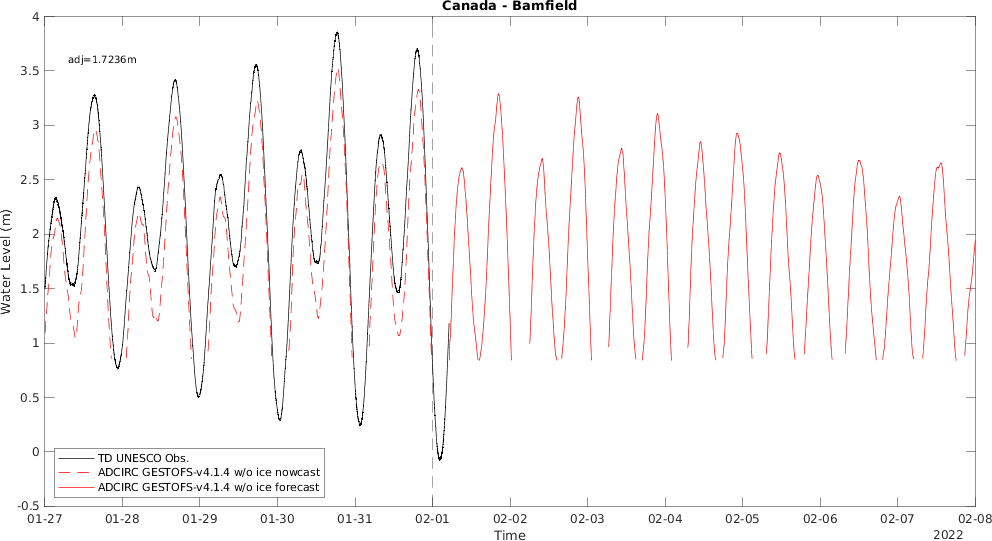 Canada - Bamfield
adj=1.7236m
4
3.5
3
2.5
2
1.5
1
0.5
0
-0.5
Water Level (m)
TD UNESCO Obs.
ADCIRC GESTOFS-v4.1.4 w/o ice nowcast
ADCIRC GESTOFS-v4.1.4 w/o ice forecast
01-27 01-28 01-29 01-30 01-31 02-01 02-02 02-03 02-04 02-05 02-06 02-07 02-08
Time
2022